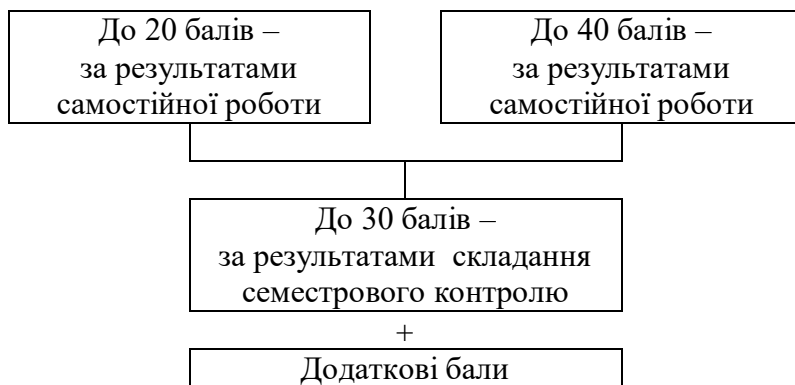 До 20 балів –
за результатами
самостійної роботи
До 40 балів –
за результатами
самостійної роботи
До 30 балів –
за результатами складання
семестрового контролю
+
Додаткові бали